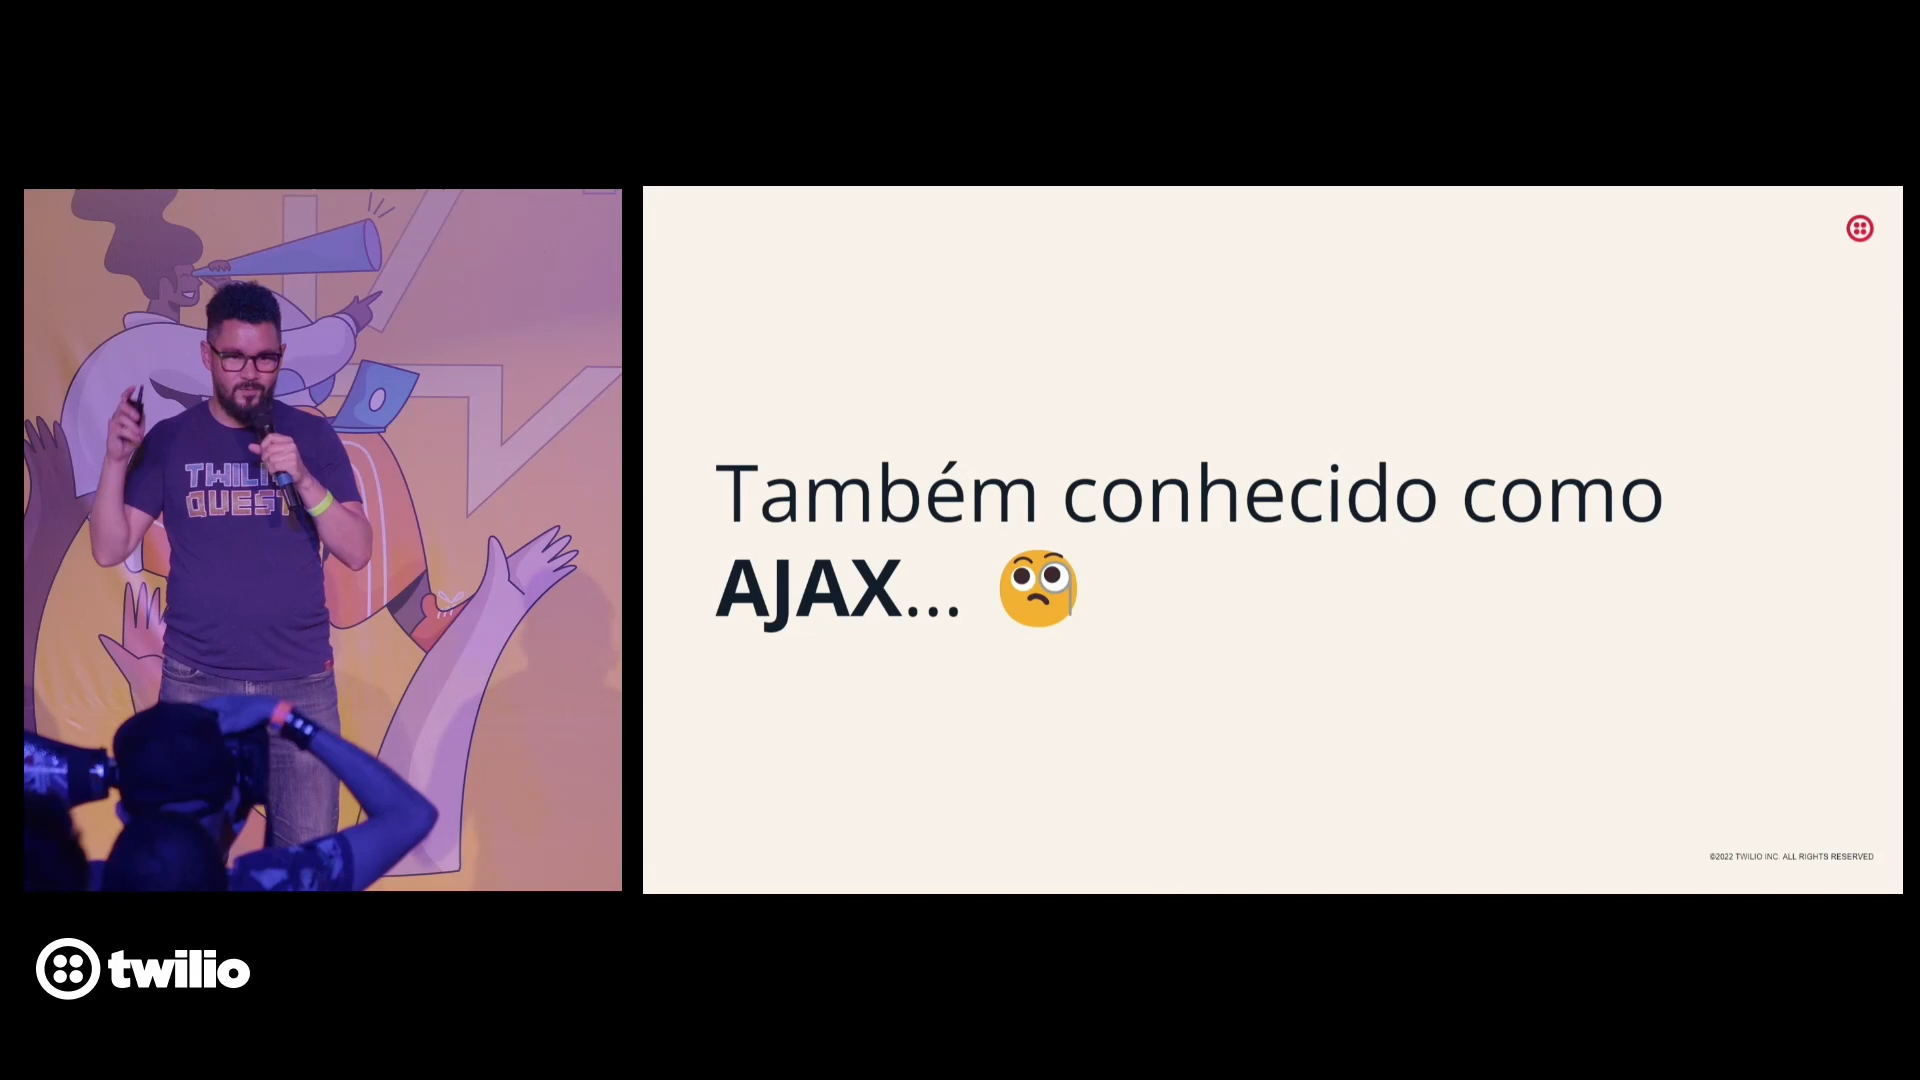 TWILIO
QUEST
Também conhecido como
AJAX... 🧐
©2022 TWILIO INC. ALL RIGHTS RESERVED
twilio